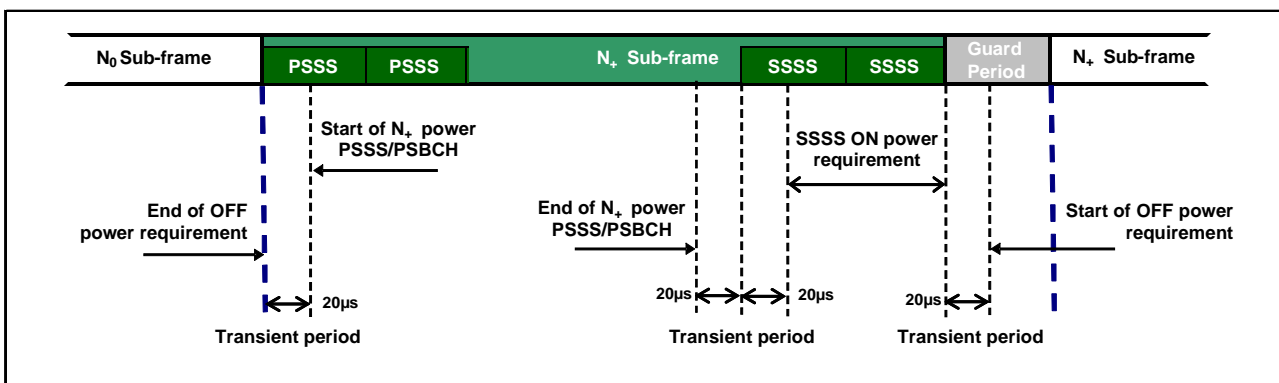 N₀ Sub-frame
PSSS
PSSS
N₊ Sub-frame
SSSS
SSSS
Guard
Period
N₊ Sub-frame
Start of N₊ power
PSSS/PSBCH
SSSS ON power
requirement
End of OFF
power requirement
End of N₊ power
PSSS/PSBCH
Start of OFF power
requirement
20µs
20µs
20µs
20µs
Transient period
Transient period
Transient period